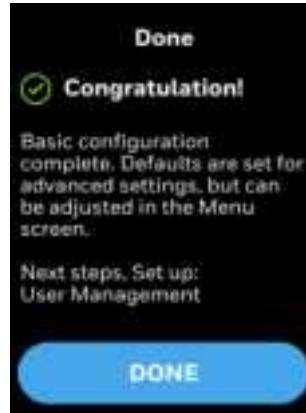 Done
Congratulation!
Basic configuration
complete. Defaults are set for
advanced settings, but can
be adjusted in the Menu
screen.
Next steps, Set up:
User Management
DONE